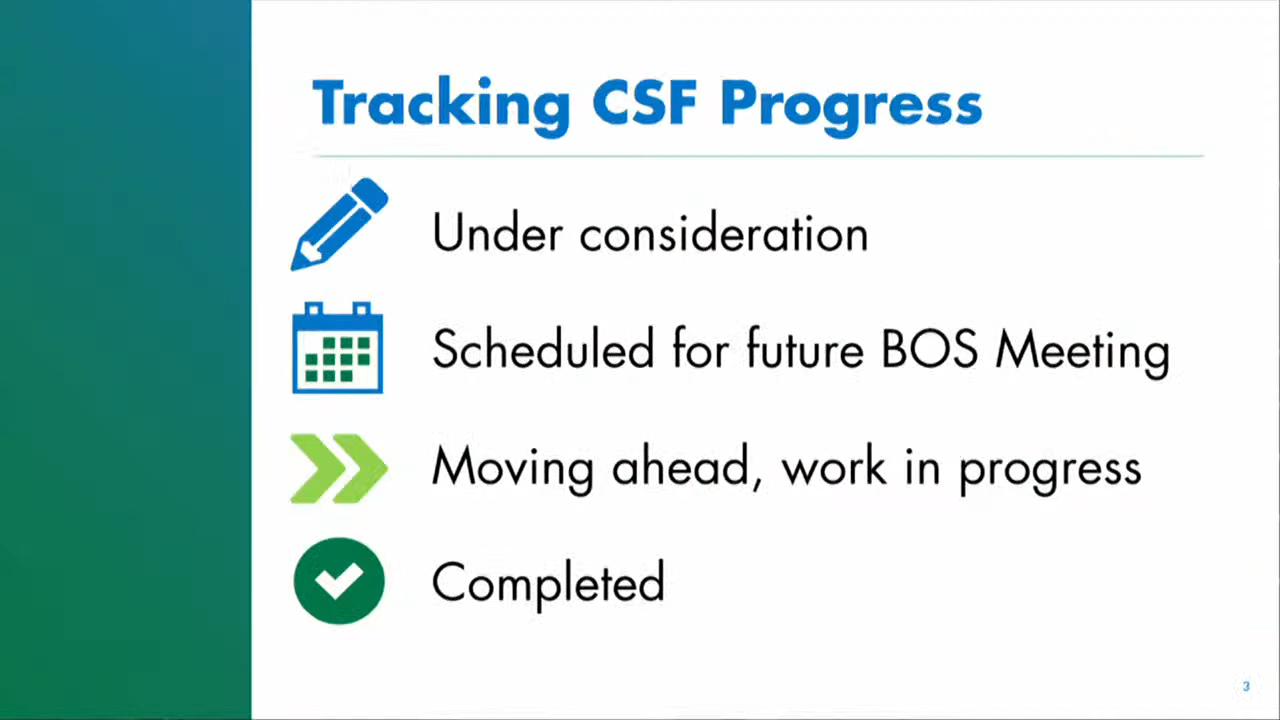 Tracking CSF Progress
Under consideration
Scheduled for future BOS Meeting
Moving ahead, work in progress
Completed
3